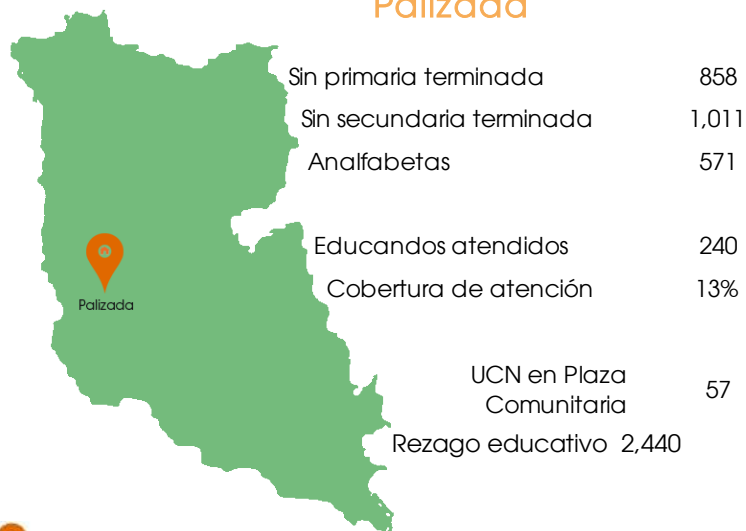 Palizada
Sin primaria terminada 858
Sin secundaria terminada 1,011
Analfabetas 571
Educandos atendidos 240
Palizada
Cobertura de atención 13%
UCN en Plaza
Comunitaria 57
Rezago educativo 2,440